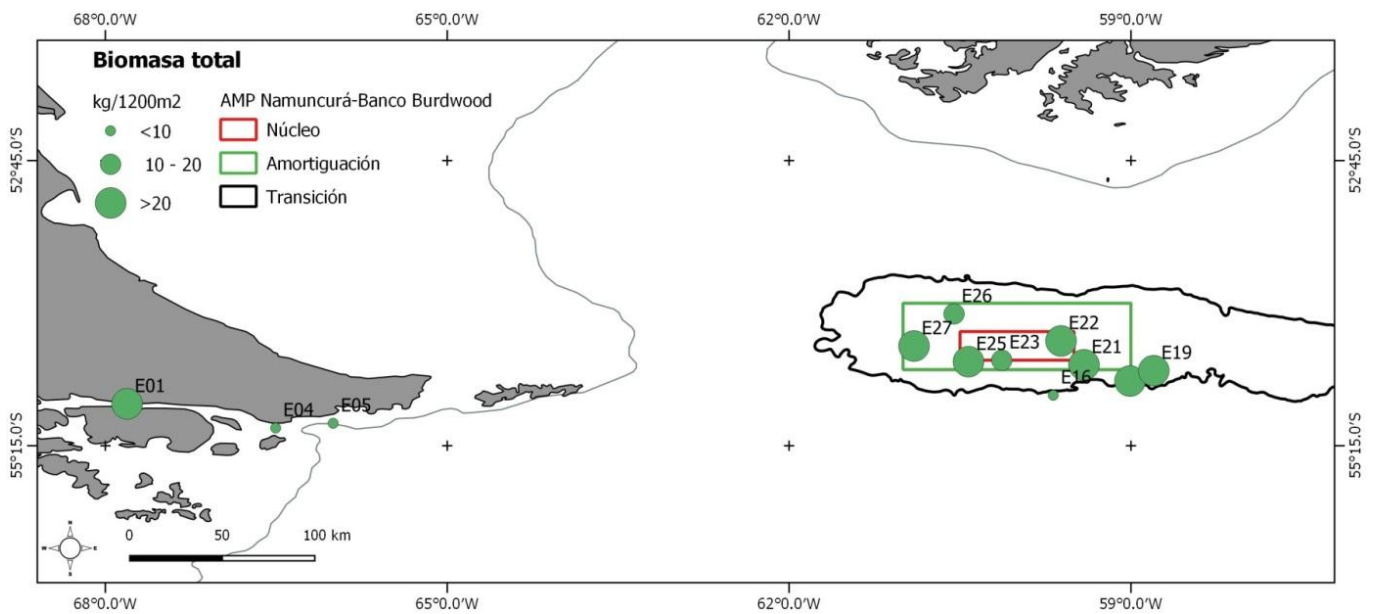 68°0.0'W 65°0.0'W 62°0.0'W 59°0.0'W
Biomasa total
kg/1200m2 AMP Namuncurá-Banco Burdwood
<10 Núcleo
10 - 20 Amortiguación
>20 Transición
52°45.0'S 52°45.0'S
E26
E27 E22
E25 E23 E21 E19
E16
E01
E04 E05
55°15.0'S 55°15.0'S
N
W E
S
0 50 100 km
68°0.0'W 65°0.0'W 62°0.0'W 59°0.0'W